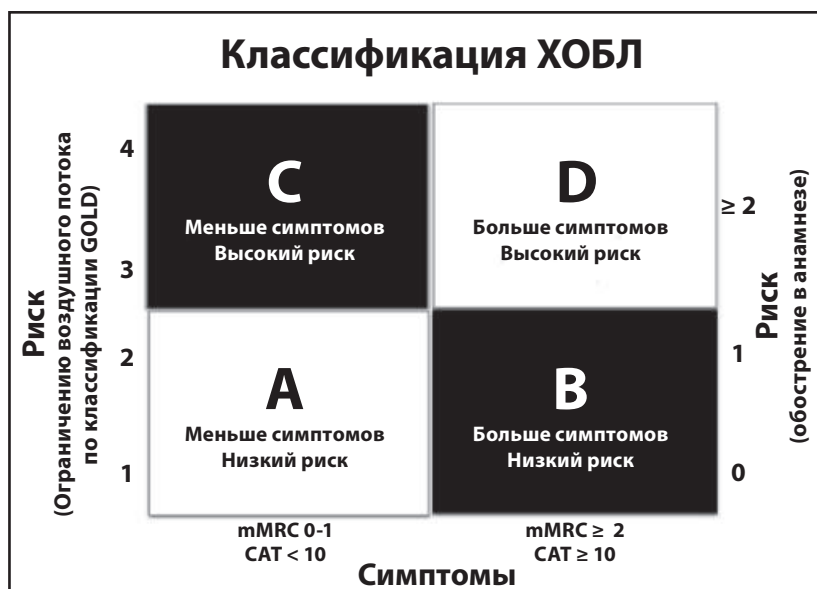 Классификация ХОБЛ
Риск
(Ограничению воздушного потока
по классификации GOLD)
4
3
2
1
C
Меньше симптомов
Высокий риск
D
Больше симптомов
Высокий риск
A
Меньше симптомов
Низкий риск
B
Больше симптомов
Низкий риск
≥ 2
1
0
Риск
(обострение в анамнезе)
mMRC 0-1
CAT < 10
mMRC ≥ 2
CAT ≥ 10
Симптомы